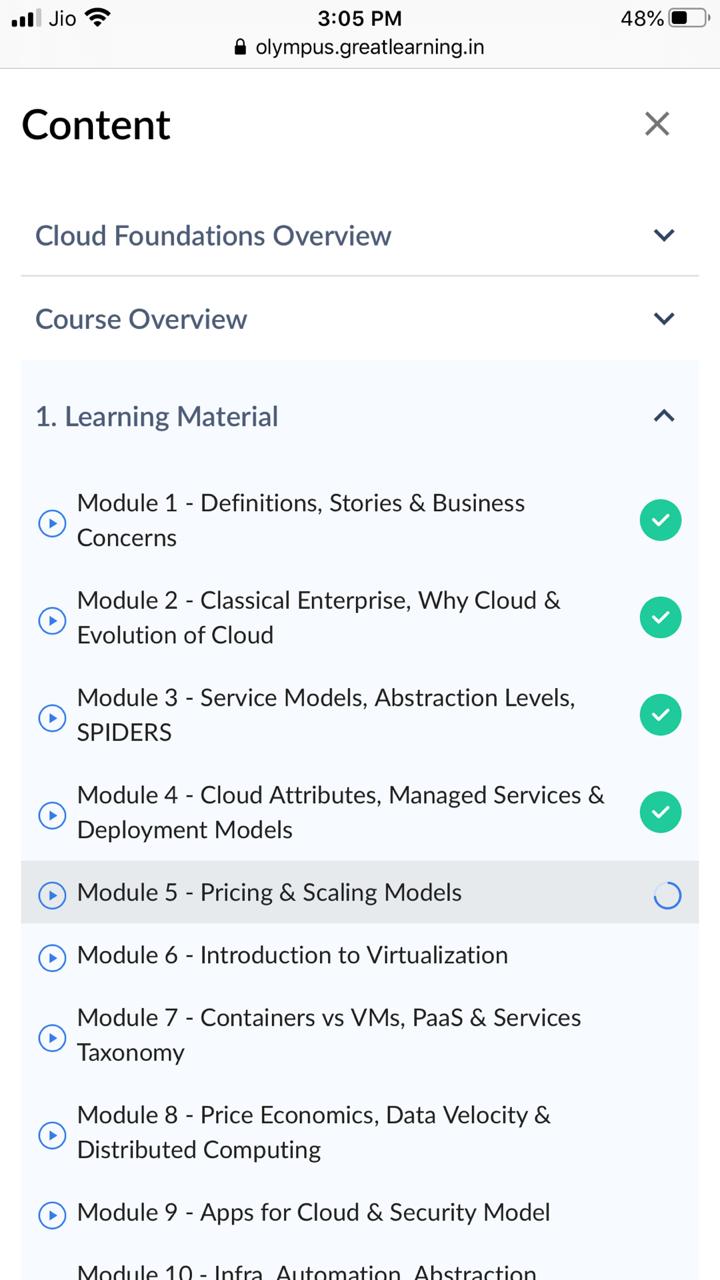 Jio 3:05 PM 48%
olympus.greatlearning.in
Content
Cloud Foundations Overview
Course Overview
1. Learning Material
Module 1 - Definitions, Stories & Business
Concerns
Module 2 - Classical Enterprise, Why Cloud &
Evolution of Cloud
Module 3 - Service Models, Abstraction Levels,
SPIDERS
Module 4 - Cloud Attributes, Managed Services &
Deployment Models
Module 5 - Pricing & Scaling Models
Module 6 - Introduction to Virtualization
Module 7 - Containers vs VMs, PaaS & Services
Taxonomy
Module 8 - Price Economics, Data Velocity &
Distributed Computing
Module 9 - Apps for Cloud & Security Model
Module 10 - Infra, Automation, Abstraction